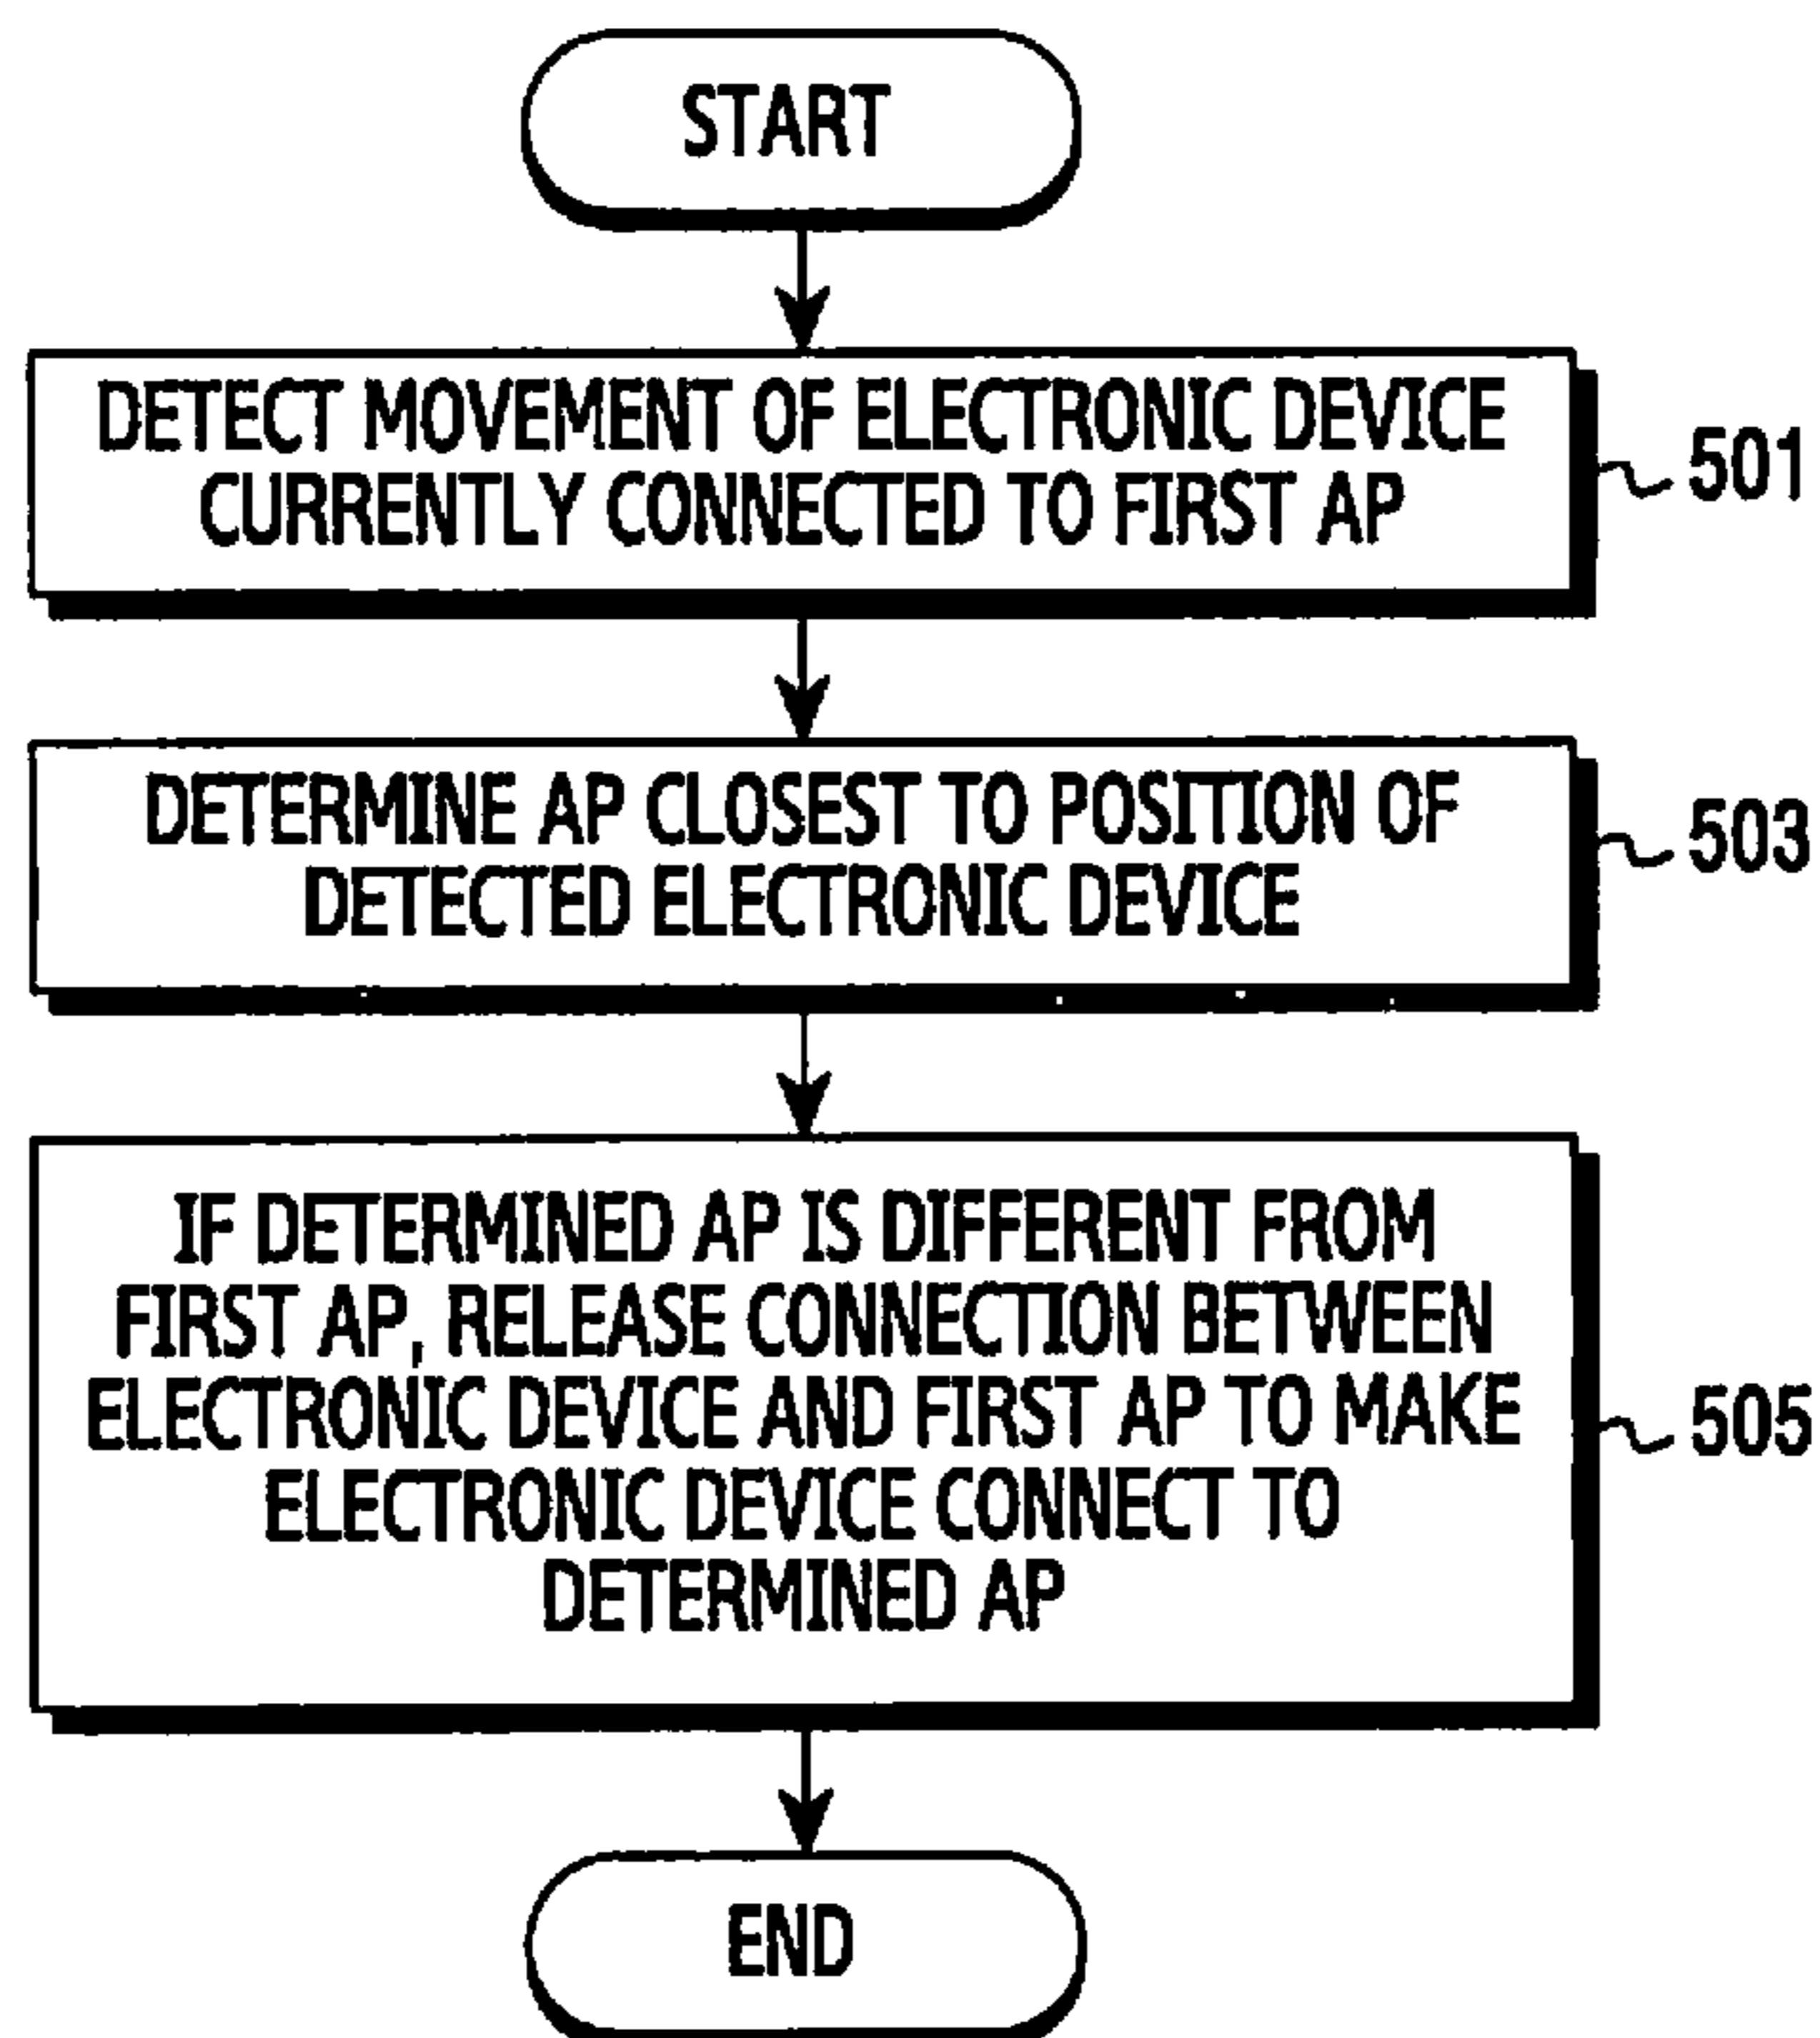 START
DETECT MOVEMENT OF ELECTRONIC DEVICE
CURRENTLY CONNECTED TO FIRST AP
501
DETERMINE AP CLOSEST TO POSITION OF
DETECTED ELECTRONIC DEVICE
503
IF DETERMINED AP IS DIFFERENT FROM
FIRST AP, RELEASE CONNECTION BETWEEN
ELECTRONIC DEVICE AND FIRST AP TO MAKE
ELECTRONIC DEVICE CONNECT TO
DETERMINED AP
505
END